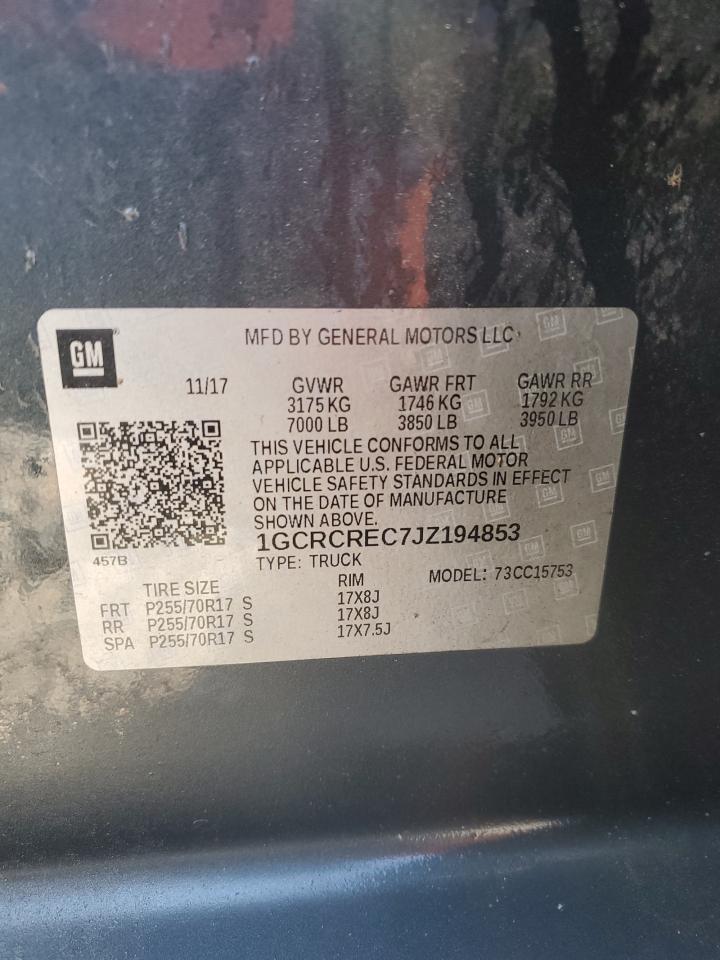 GM
MFD BY GENERAL MOTORS LLC
11/17 GVWR GAWR FRT GAWR RR
3175 KG 1746 KG 1792 KG
7000 LB 3850 LB 3950 LB
THIS VEHICLE CONFORMS TO ALL
APPLICABLE U.S. FEDERAL MOTOR
VEHICLE SAFETY STANDARDS IN EFFECT
ON THE DATE OF MANUFACTURE
SHOWN ABOVE.
1GCRCREC7JZ194853
457B TYPE: TRUCK MODEL: 73CC15753
TIRE SIZE RIM
FRT P255/70R17 S 17X8J
RR P255/70R17 S 17X8J
SPA P255/70R17 S 17X7.5J